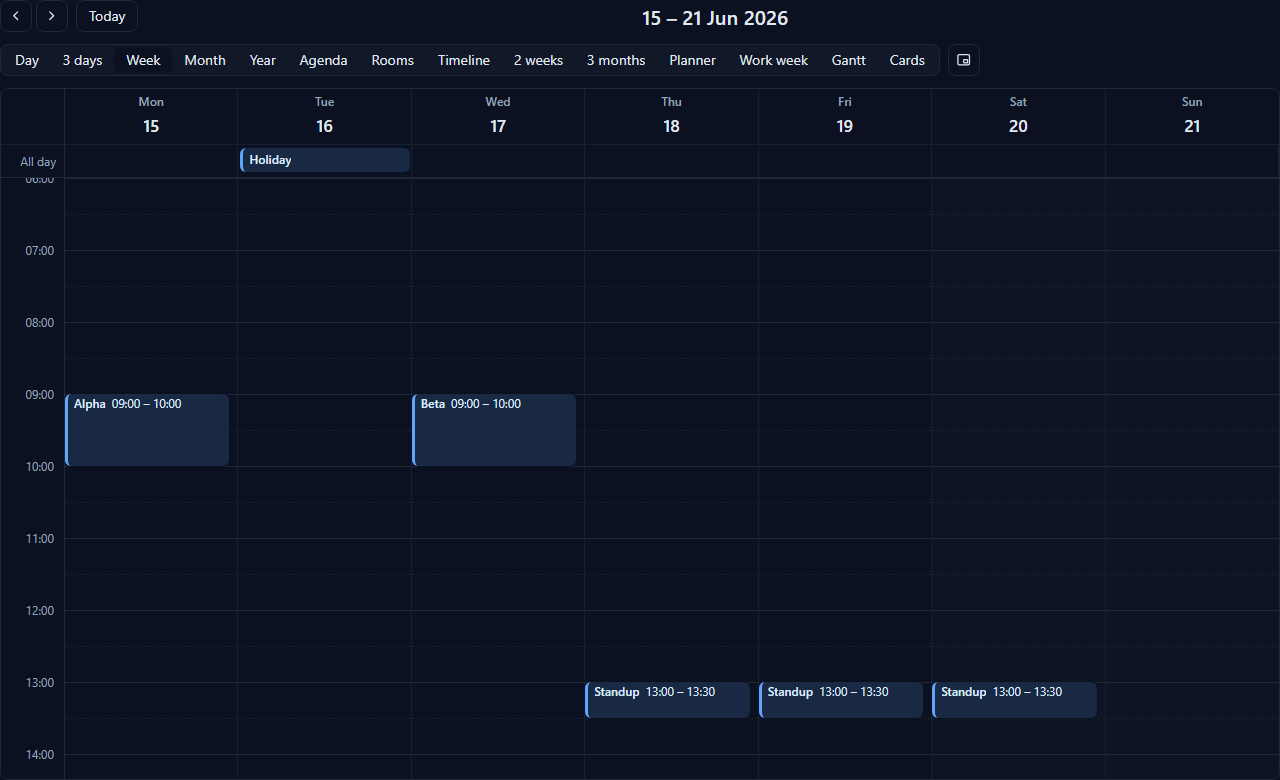 Today
15 – 21 Jun 2026
Day 3 days Week Month Year Agenda Rooms Timeline 2 weeks 3 months Planner Work week Gantt Cards
Mon Tue Wed Thu Fri Sat Sun
15 16 17 18 19 20 21
All day Holiday
06:00
07:00
08:00
09:00
Alpha 09:00 – 10:00 Beta 09:00 – 10:00
10:00
11:00
12:00
13:00
Standup 13:00 – 13:30 Standup 13:00 – 13:30 Standup 13:00 – 13:30
14:00